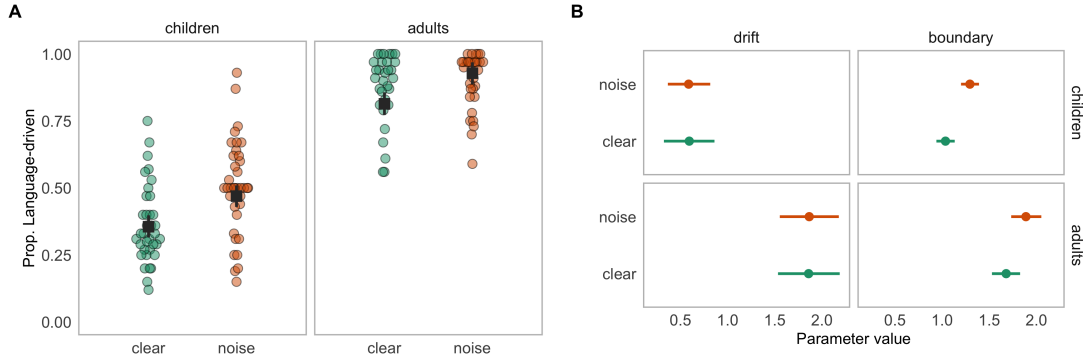 A
children
adults
Prop. Language-driven
1.00
0.75
0.50
0.25
0.00
clear
noise
clear
noise
B
drift
boundary
noise
clear
children
noise
clear
adults
0.5 1.0 1.5 2.0
0.5 1.0 1.5 2.0
Parameter value